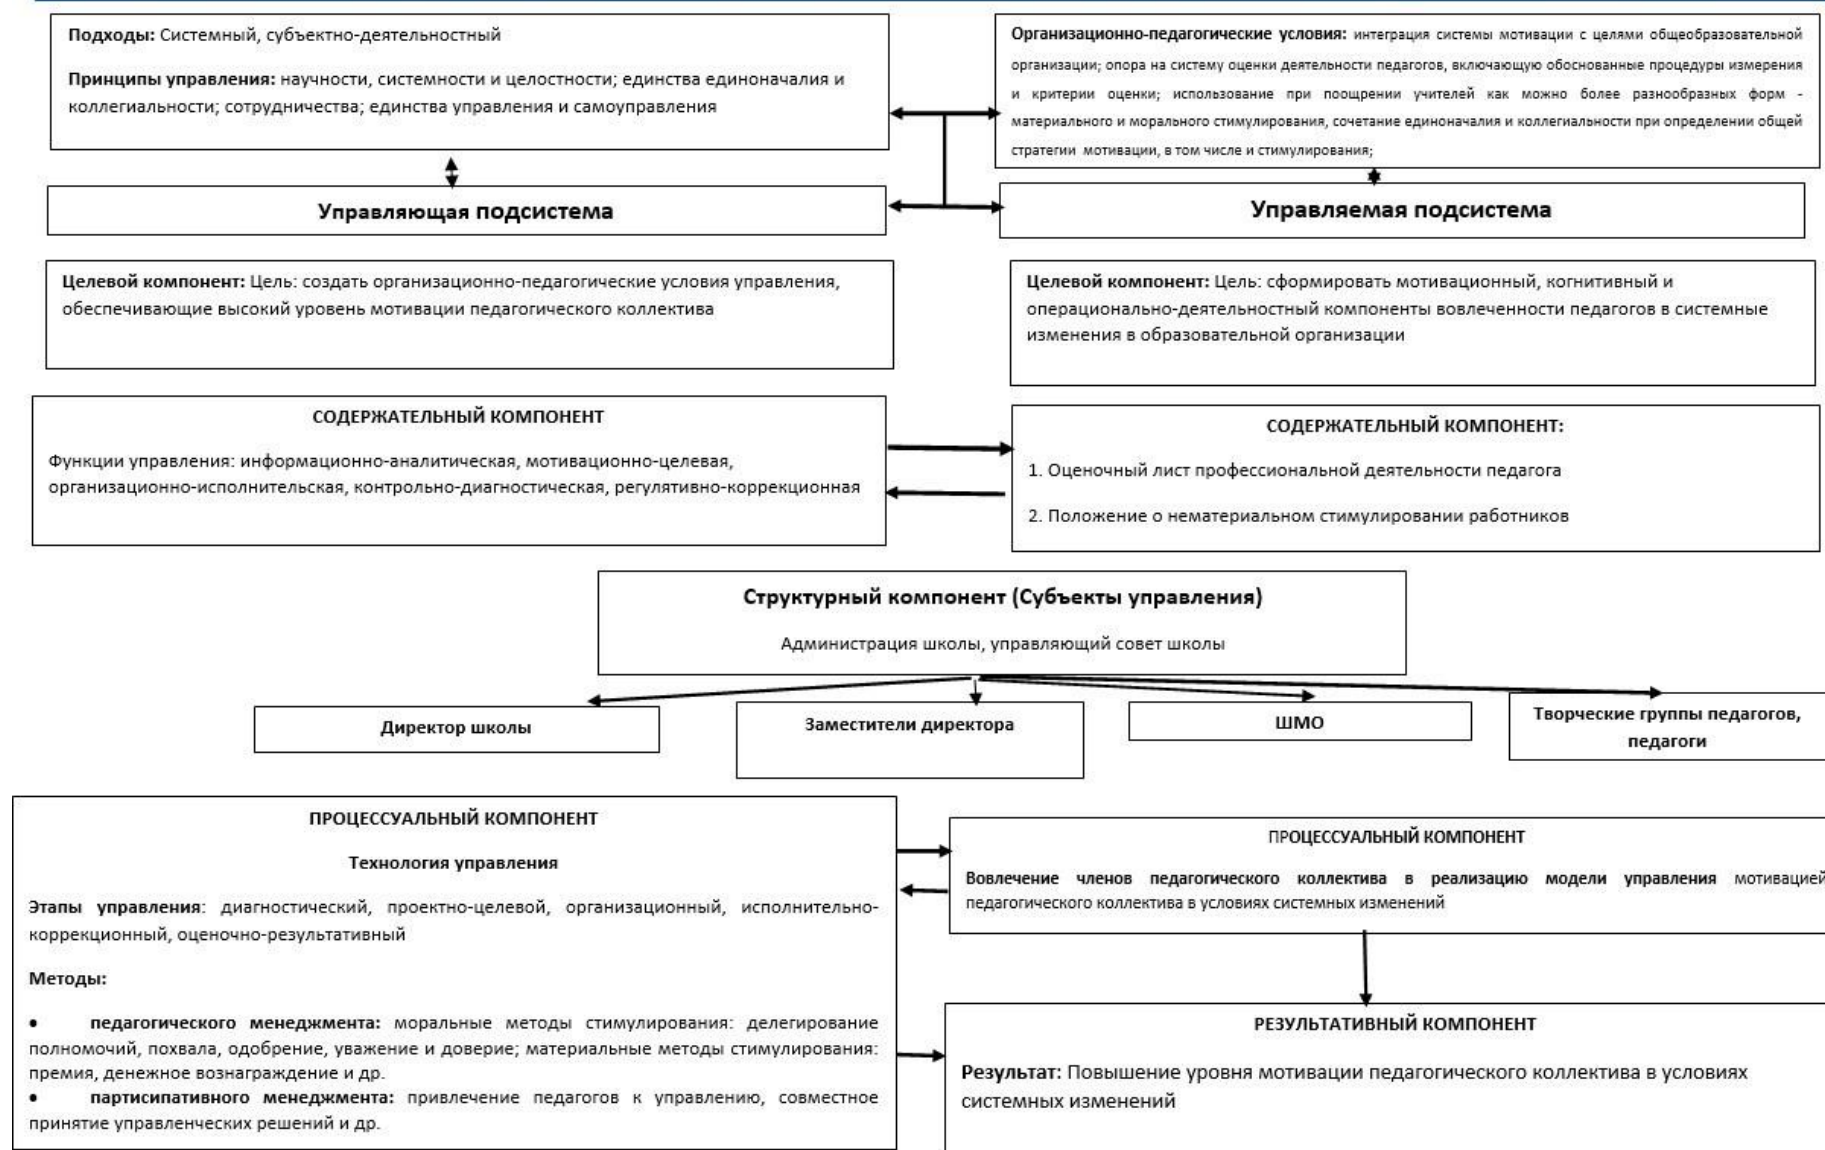 Подходы: Системный, субъектно-деятельностный
Принципы управления: научности, системности и целостности; единства единоначалия и
коллегиальности; сотрудничества; единства управления и самоуправления
Организационно-педагогические условия: интеграция системы мотивации с целями общеобразовательной
организации; опора на систему оценки деятельности педагогов, включающую обоснованные процедуры измерения
и критерии оценки; использование при поощрении учителей как можно более разнообразных форм -
материального и морального стимулирования, сочетание единоначалия и коллегиальности при определении общей
стратегии мотивации, в том числе и стимулирования;
Управляющая подсистема
Управляемая подсистема
Целевой компонент: Цель: создать организационно-педагогические условия управления,
обеспечивающие высокий уровень мотивации педагогического коллектива
Целевой компонент: Цель: сформировать мотивационный, когнитивный и
операционально-деятельностный компоненты вовлеченности педагогов в системные
изменения в образовательной организации
СОДЕРЖАТЕЛЬНЫЙ КОМПОНЕНТ
Функции управления: информационно-аналитическая, мотивационно-целевая,
организационно-исполнительская, контрольно-диагностическая, регулятивно-коррекционная
СОДЕРЖАТЕЛЬНЫЙ КОМПОНЕНТ:
1. Оценочный лист профессиональной деятельности педагога
2. Положение о нематериальном стимулировании работников
Структурный компонент (Субъекты управления)
Администрация школы, управляющий совет школы
Директор школы
Заместители директора
ШМО
Творческие группы педагогов,
педагоги
ПРОЦЕССУАЛЬНЫЙ КОМПОНЕНТ
Технология управления
Этапы управления: диагностический, проектно-целевой, организационный, исполнительно-
коррекционный, оценочно-результативный
Методы:
• педагогического менеджмента: моральные методы стимулирования: делегирование
полномочий, похвала, одобрение, уважение и доверие; материальные методы стимулирования:
премия, денежное вознаграждение и др.
• партисипативного менеджмента: привлечение педагогов к управлению, совместное
принятие управленческих решений и др.
ПРОЦЕССУАЛЬНЫЙ КОМПОНЕНТ
Вовлечение членов педагогического коллектива в реализацию модели управления мотивацией
педагогического коллектива в условиях системных изменений
РЕЗУЛЬТАТИВНЫЙ КОМПОНЕНТ
Результат: Повышение уровня мотивации педагогического коллектива в условиях
системных изменений